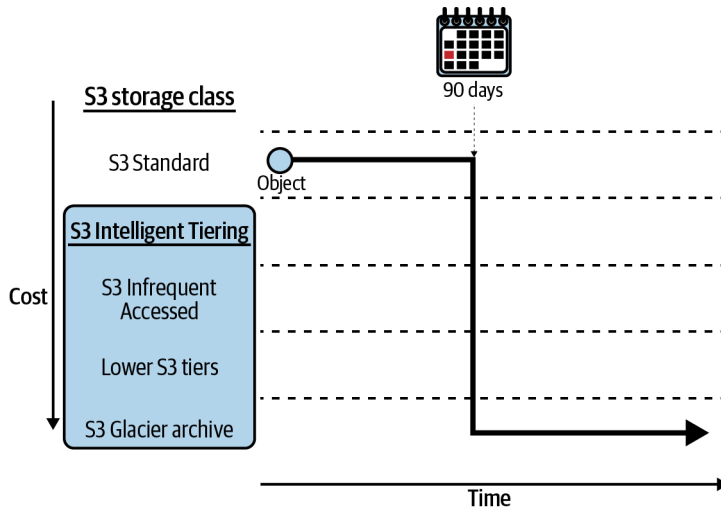 90 days
S3 storage class
S3 Standard
Object
S3 Intelligent Tiering
S3 Infrequent
Accessed
Cost
Lower S3 tiers
S3 Glacier archive
Time